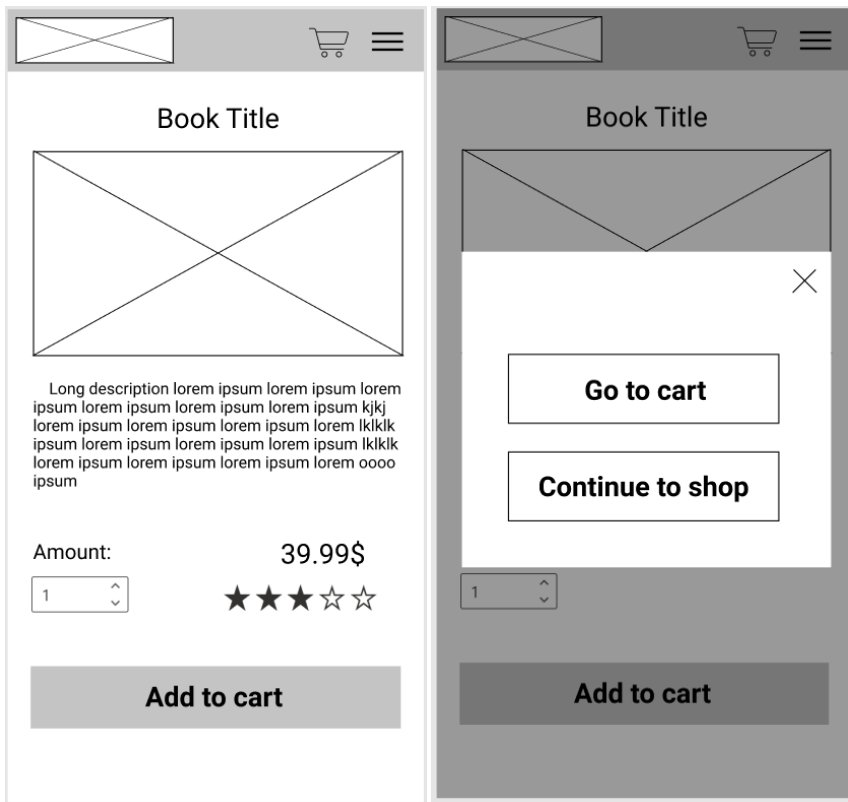 Book Title
Long description lorem ipsum lorem ipsum lorem
ipsum lorem ipsum lorem ipsum lorem ipsum kjkj
lorem ipsum lorem ipsum lorem ipsum lorem lklklk
ipsum lorem ipsum lorem ipsum lorem ipsum lklklk
lorem ipsum lorem ipsum lorem ipsum lorem oooo
ipsum
Amount:
39.99$
1
Add to cart
Book Title
Go to cart
Continue to shop
1
Add to cart